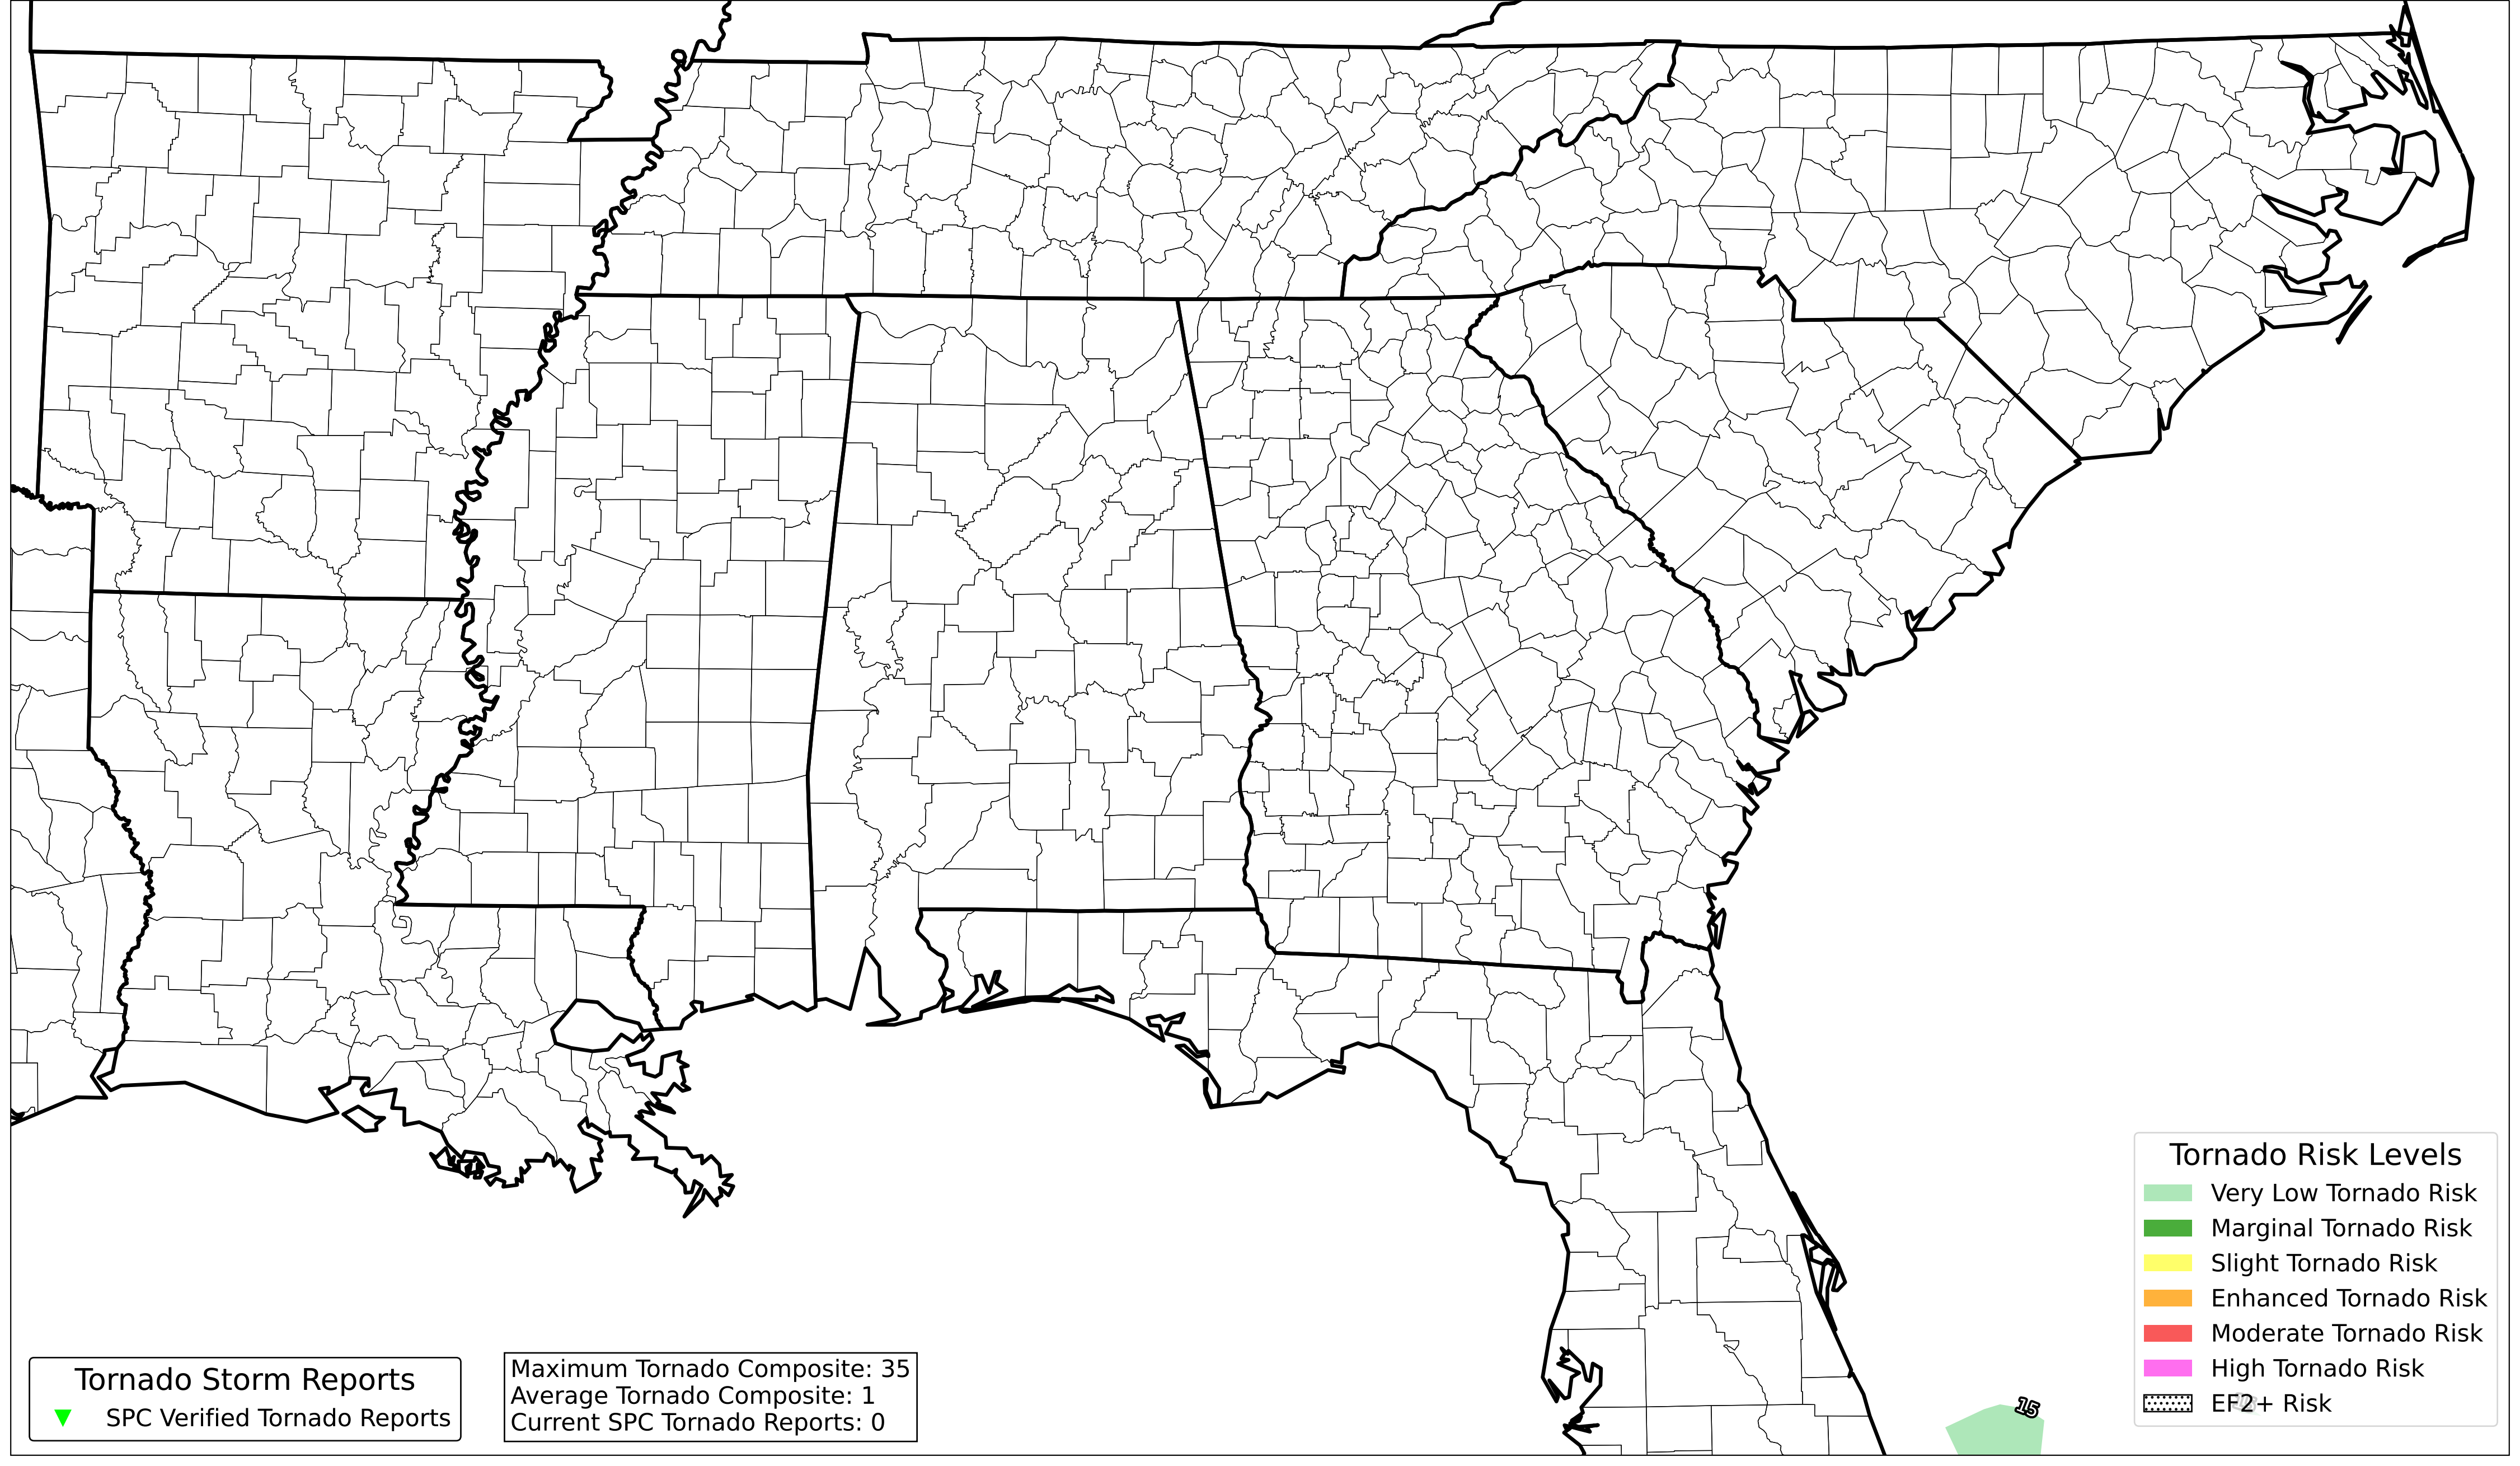 Tornado Risk Levels
Very Low Tornado Risk
Marginal Tornado Risk
Slight Tornado Risk
Enhanced Tornado Risk
Moderate Tornado Risk
High Tornado Risk
EF2+ Risk
Tornado Storm Reports
SPC Verified Tornado Reports
Maximum Tornado Composite: 35
Average Tornado Composite: 1
Current SPC Tornado Reports: 0
15